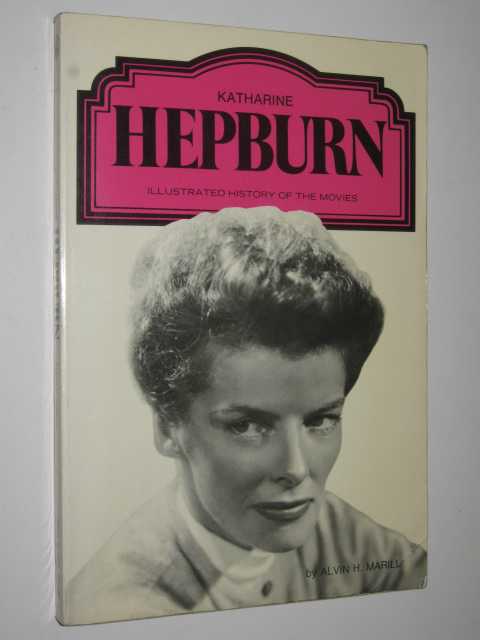 KATHARINE
HEPBURN
ILLUSTRATED HISTORY OF THE MOVIES
by ALVIN H. MARILL